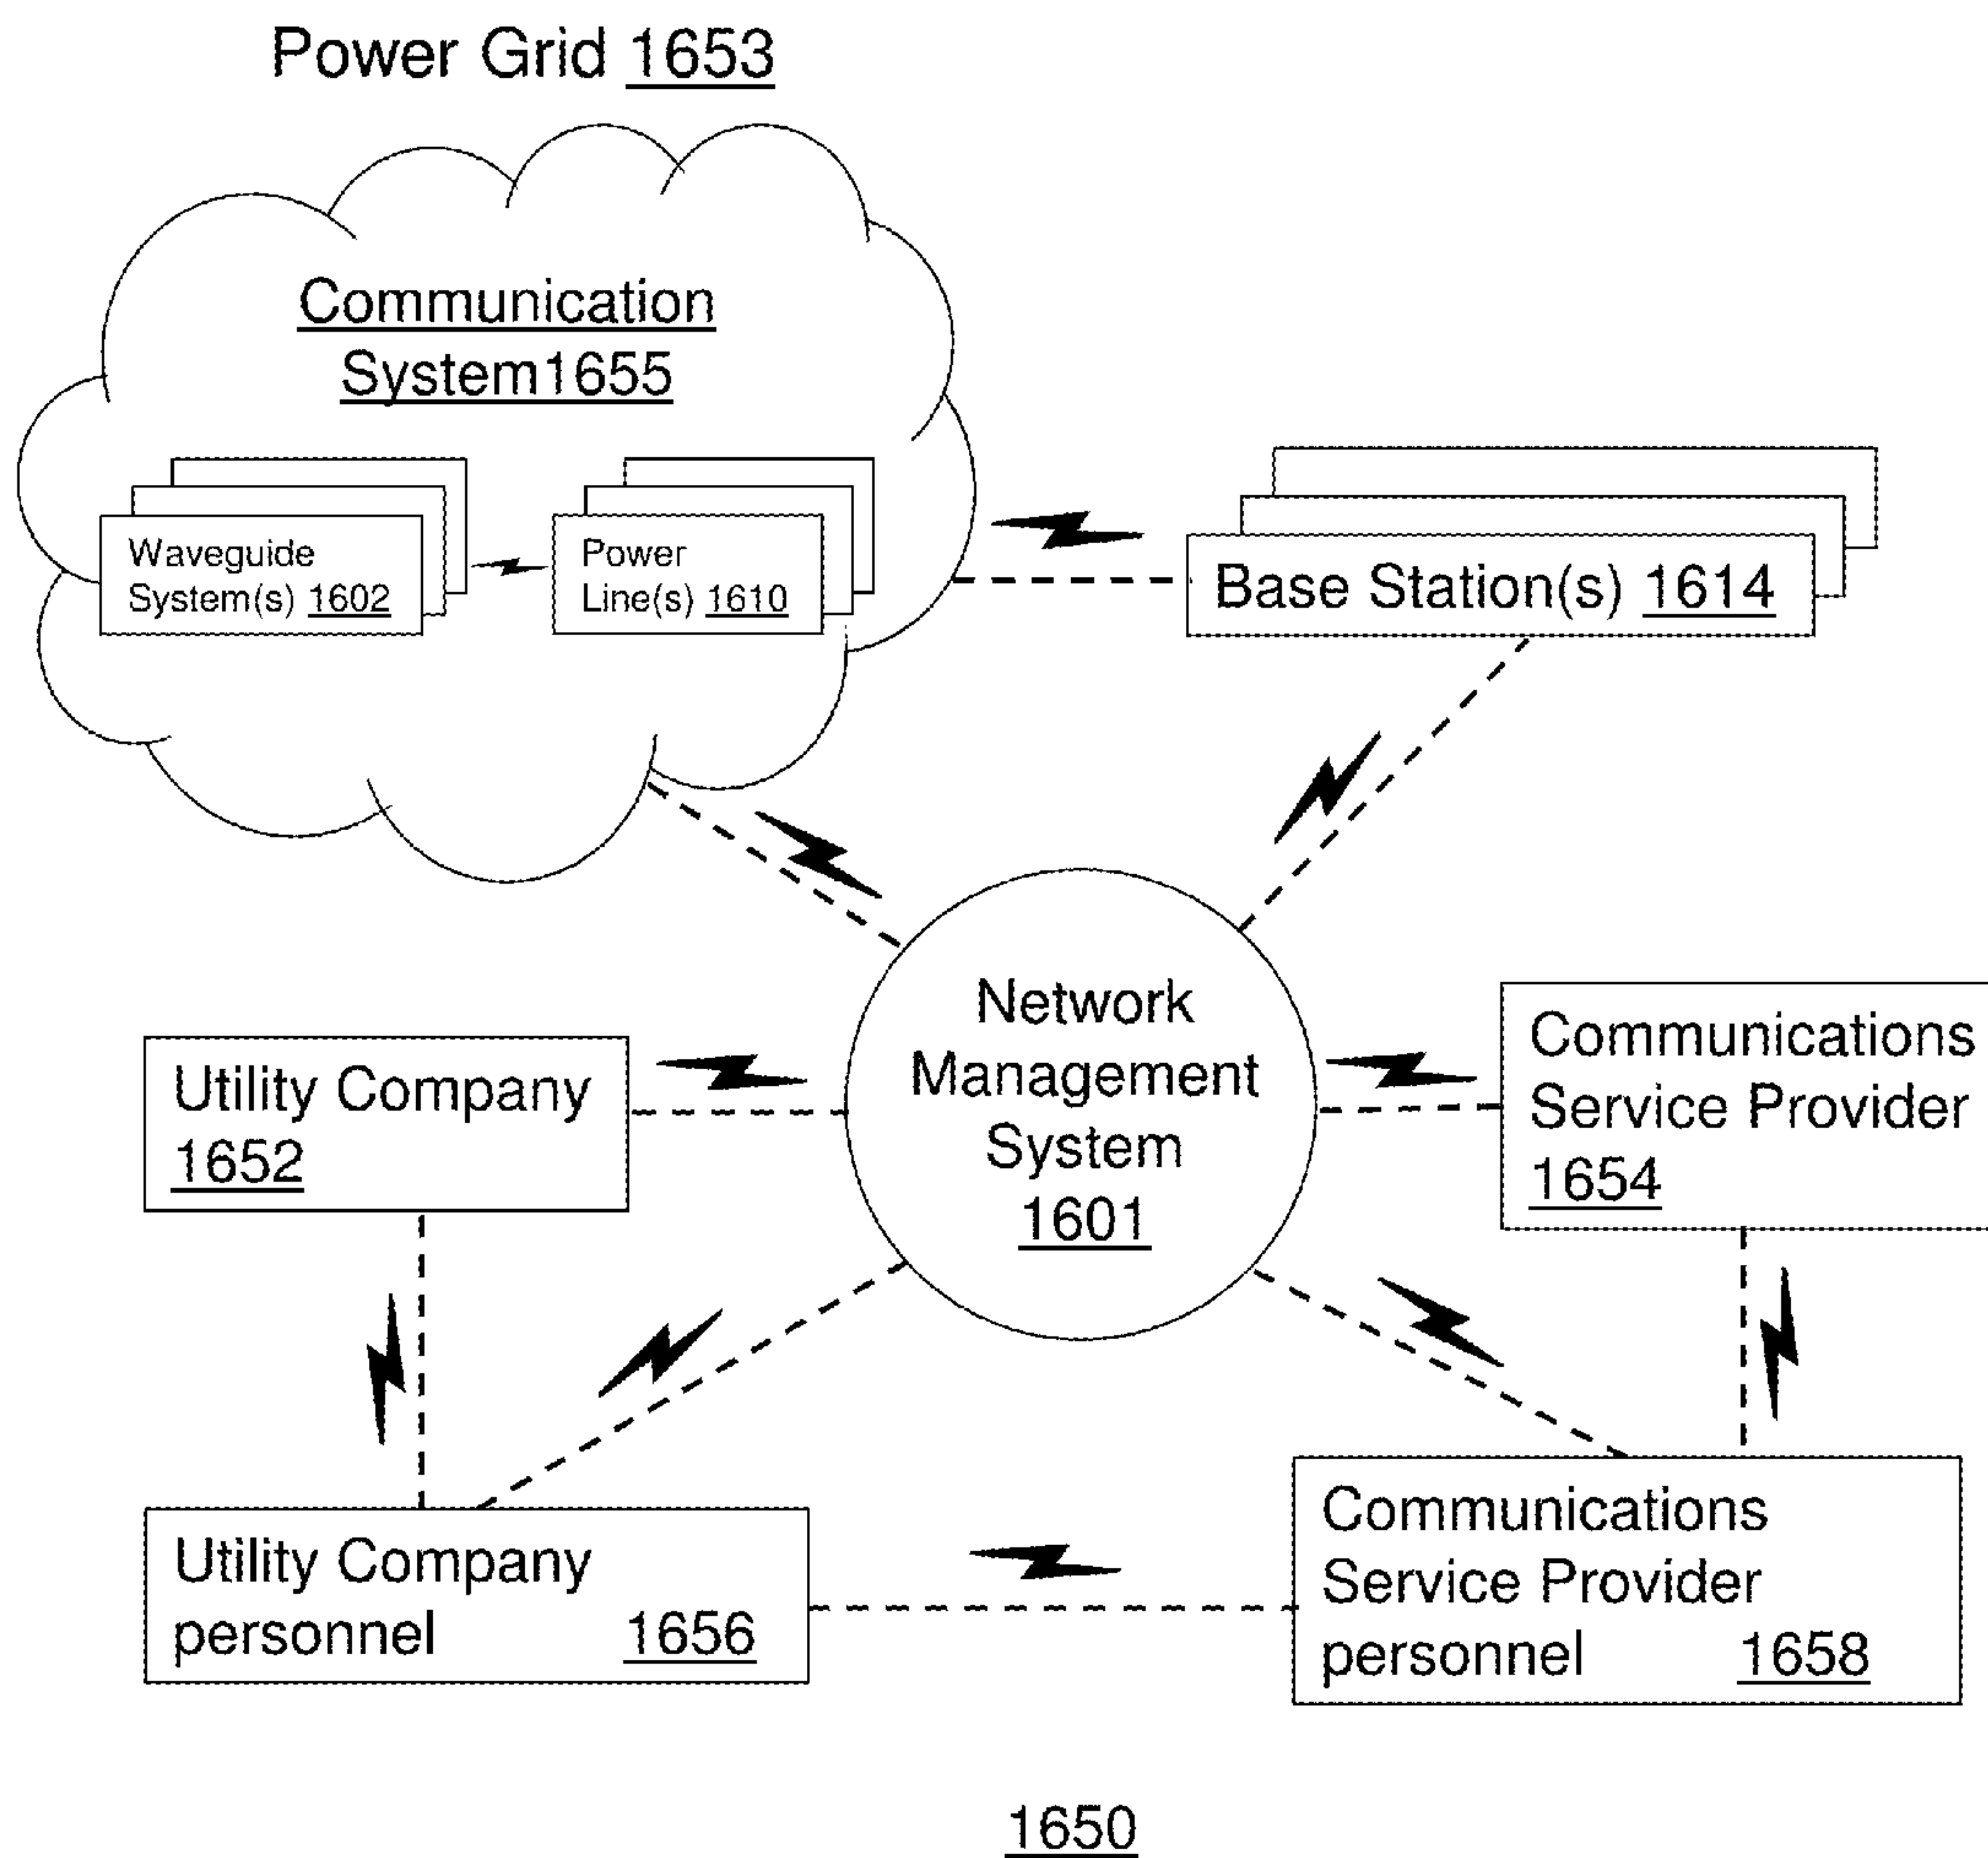 Power Grid 1653
Communication
System1655
Waveguide
System(s) 1602
Power
Line(s) 1610
Base Station(s) 1614
Network
Management
System
1601
Utility Company
1652
Communications
Service Provider
1654
Utility Company
personnel 1656
Communications
Service Provider
personnel 1658
1650